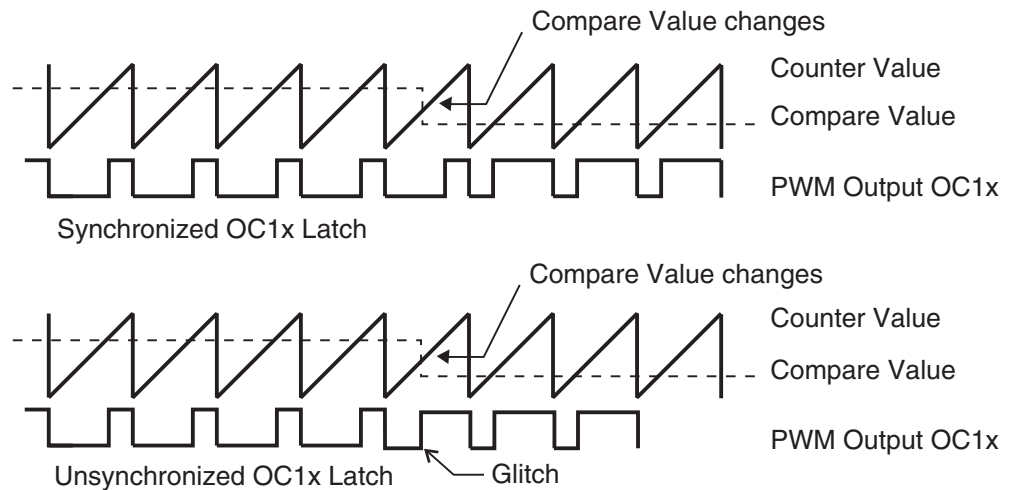 Compare Value changes
Counter Value
Compare Value
PWM Output OC1x
Synchronized OC1x Latch
Compare Value changes
Counter Value
Compare Value
PWM Output OC1x
Unsynchronized OC1x Latch
Glitch